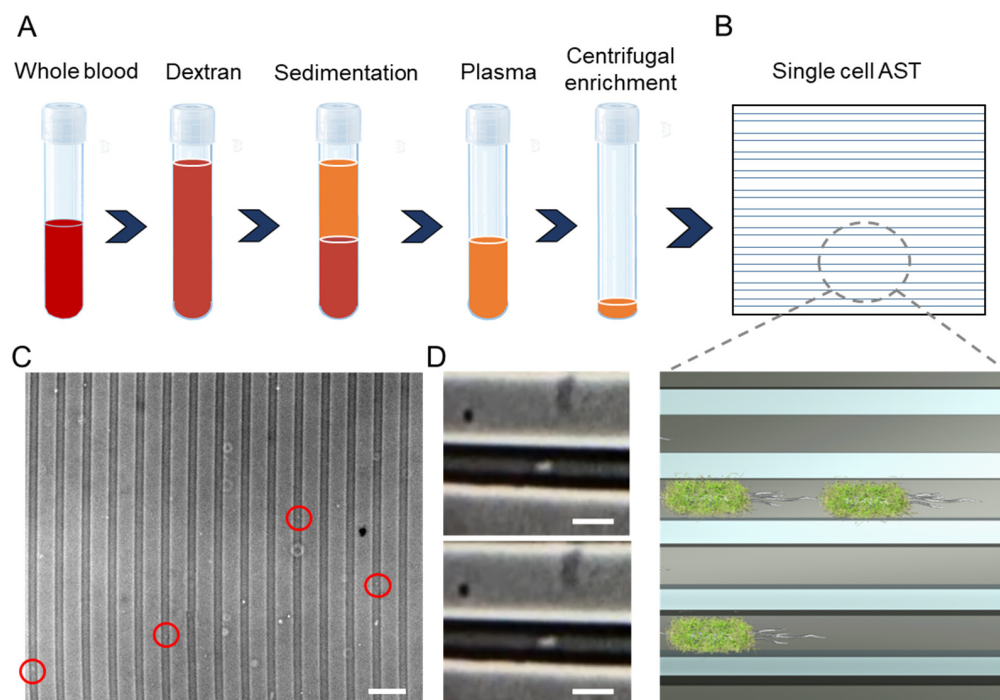 A
B
Whole blood
Dextran
Sedimentation
Plasma
Centrifugal
enrichment
Single cell AST
C
D